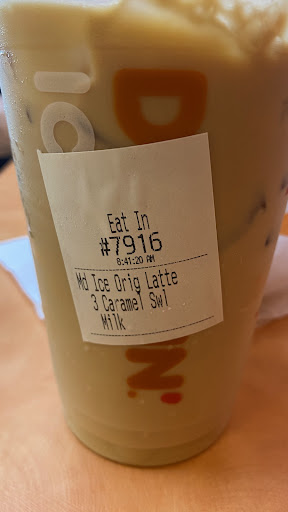 Eat In
#7916
8:41:20 AM
Md Ice Orig Latte
3 Caramel Swl
Milk
D
N'